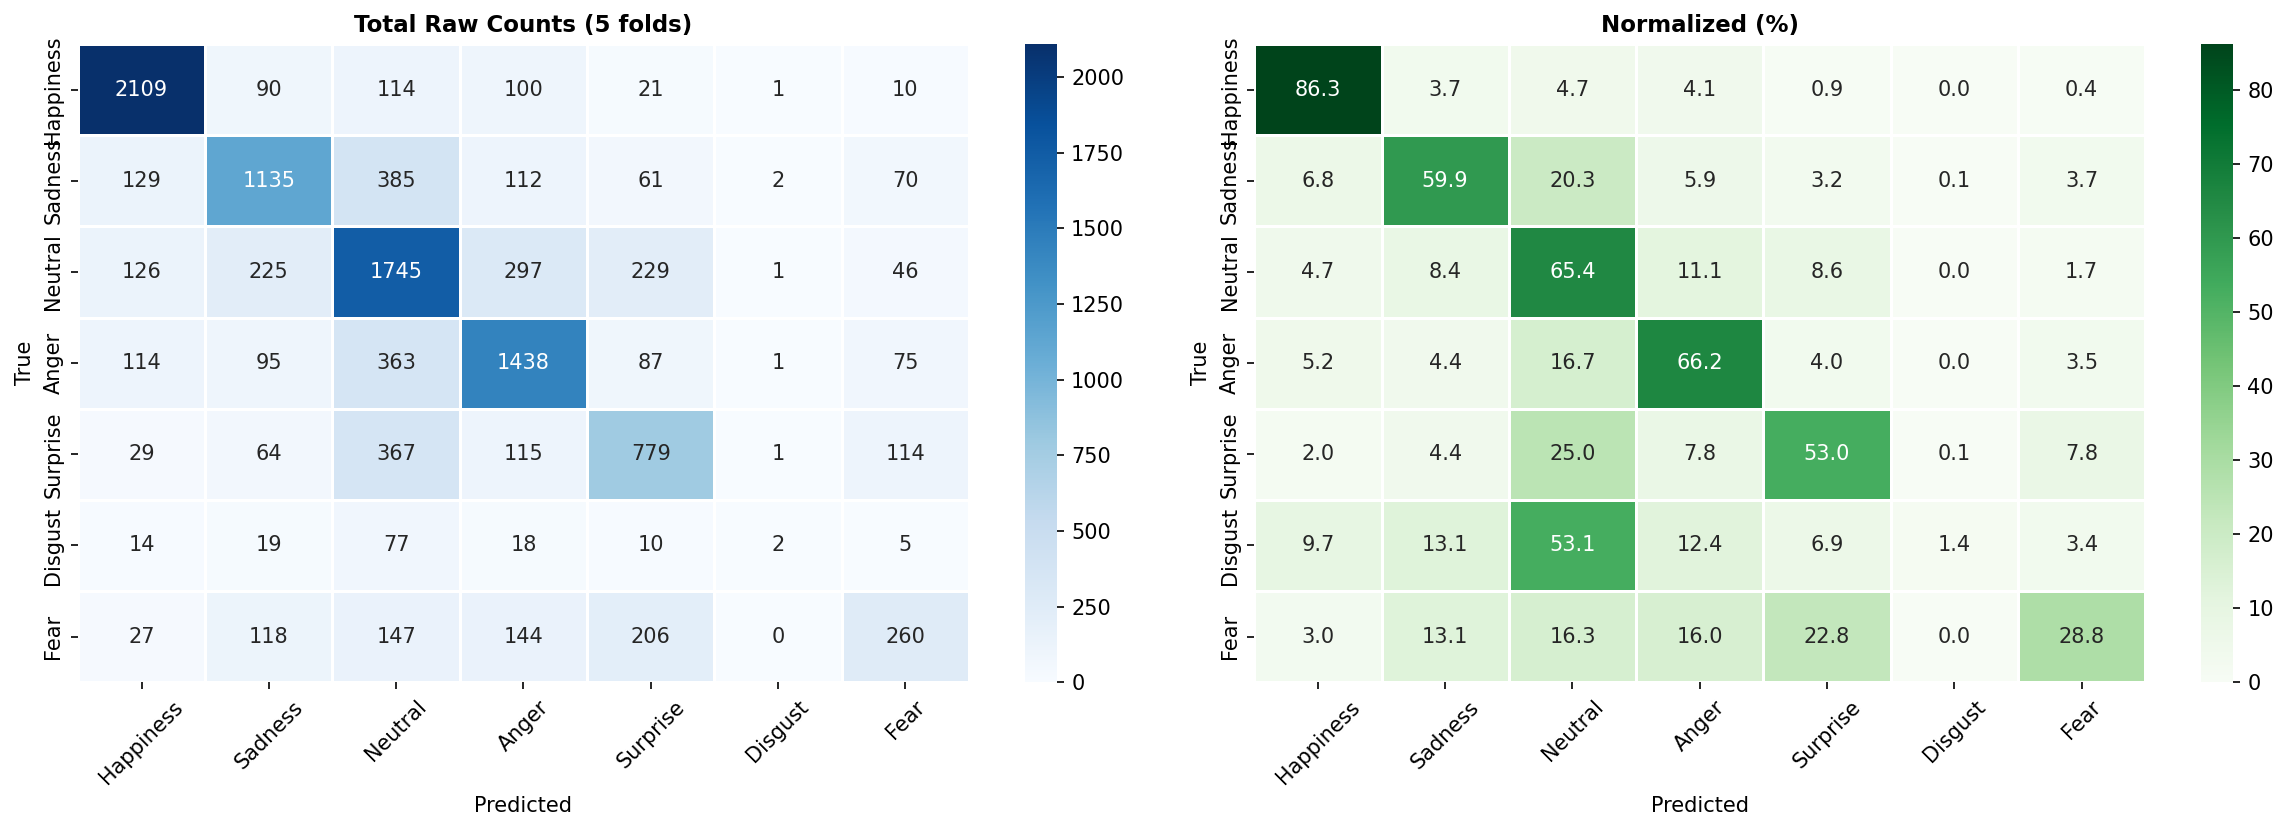 Total Raw Counts (5 folds)
True
Happiness 2109 90 114 100 21 1 10
Sadness 129 1135 385 112 61 2 70
Neutral 126 225 1745 297 229 1 46
Anger 114 95 363 1438 87 1 75
Surprise 29 64 367 115 779 1 114
Disgust 14 19 77 18 10 2 5
Fear 27 118 147 144 206 0 260
Happiness Sadness Neutral Anger Surprise Disgust Fear
Predicted
2000
1750
1500
1250
1000
750
500
250
0
Normalized (%)
True
Happiness 86.3 3.7 4.7 4.1 0.9 0.0 0.4
Sadness 6.8 59.9 20.3 5.9 3.2 0.1 3.7
Neutral 4.7 8.4 65.4 11.1 8.6 0.0 1.7
Anger 5.2 4.4 16.7 66.2 4.0 0.0 3.5
Surprise 2.0 4.4 25.0 7.8 53.0 0.1 7.8
Disgust 9.7 13.1 53.1 12.4 6.9 1.4 3.4
Fear 3.0 13.1 16.3 16.0 22.8 0.0 28.8
Happiness Sadness Neutral Anger Surprise Disgust Fear
Predicted
80
70
60
50
40
30
20
10
0